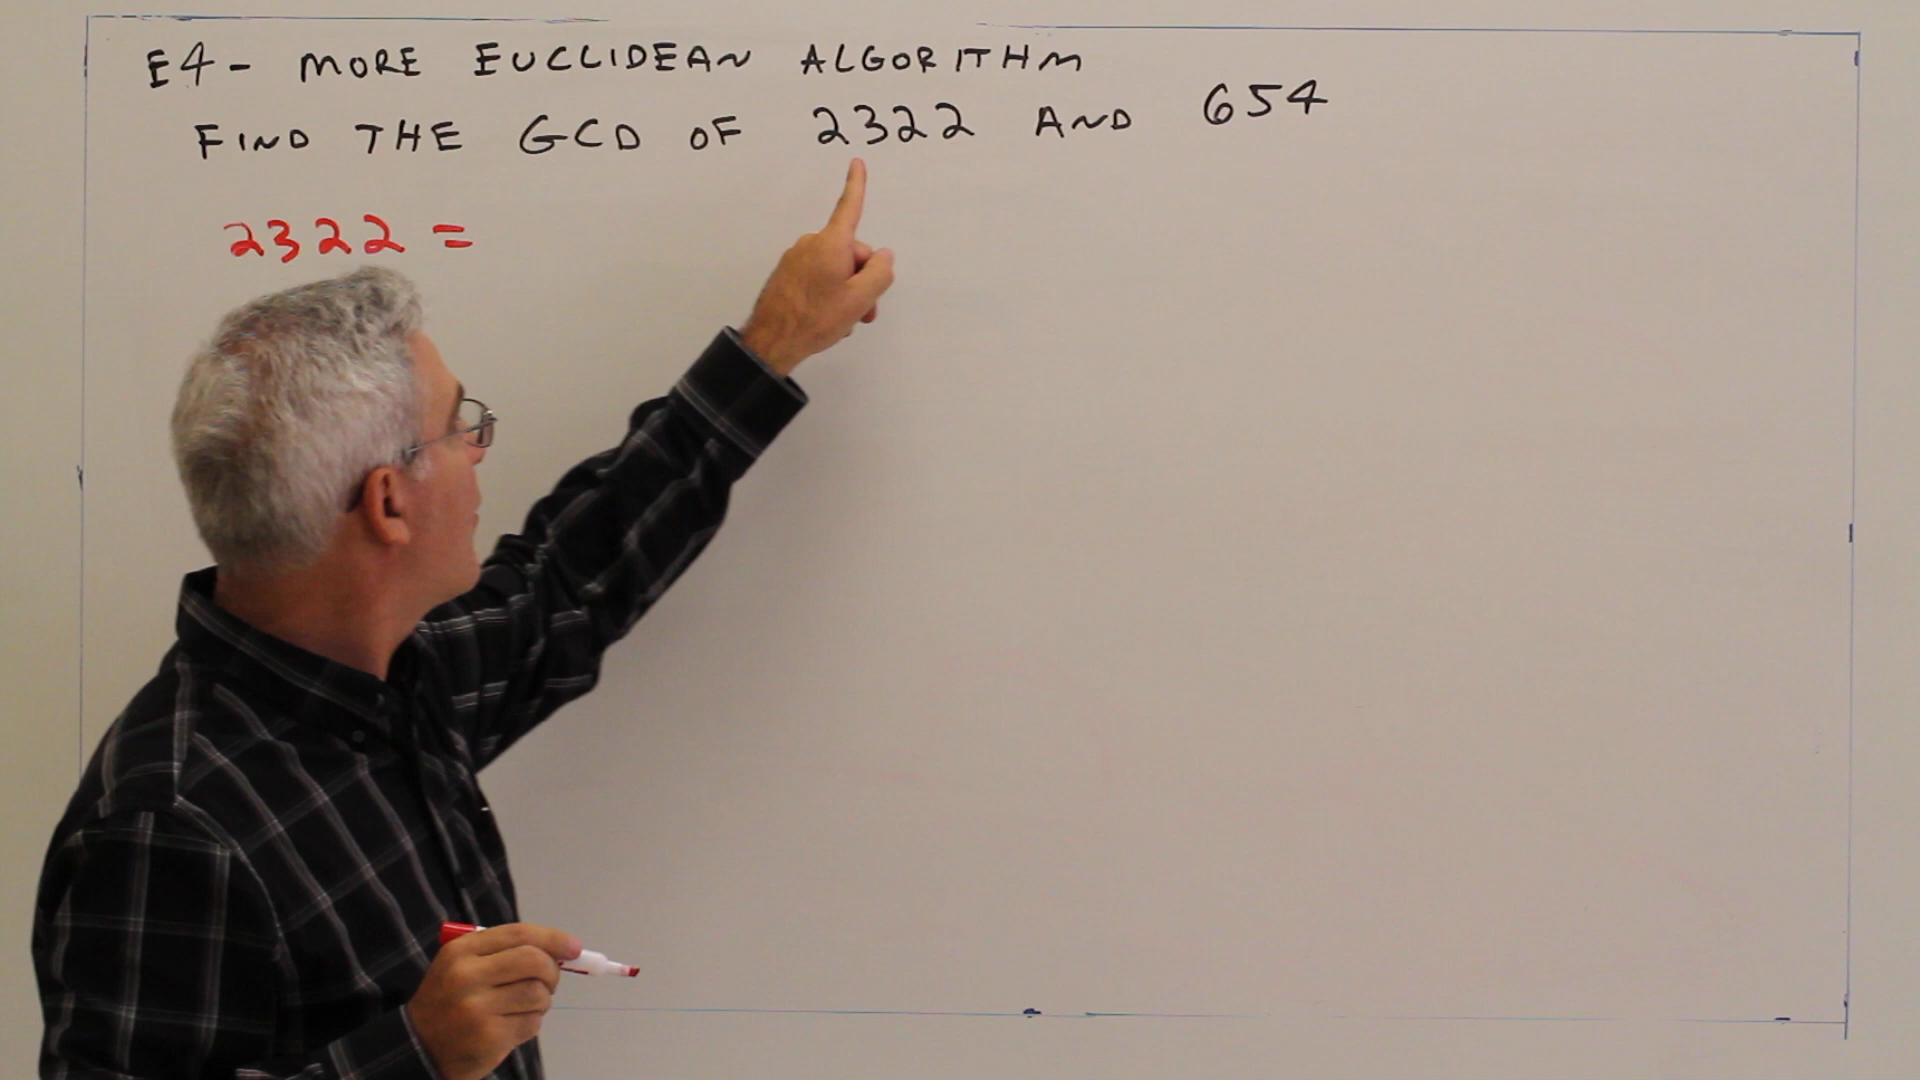 E4- MORE EUCLIDEAN ALGORITHM
FIND THE GCD OF 2322 AND 654
2322 =